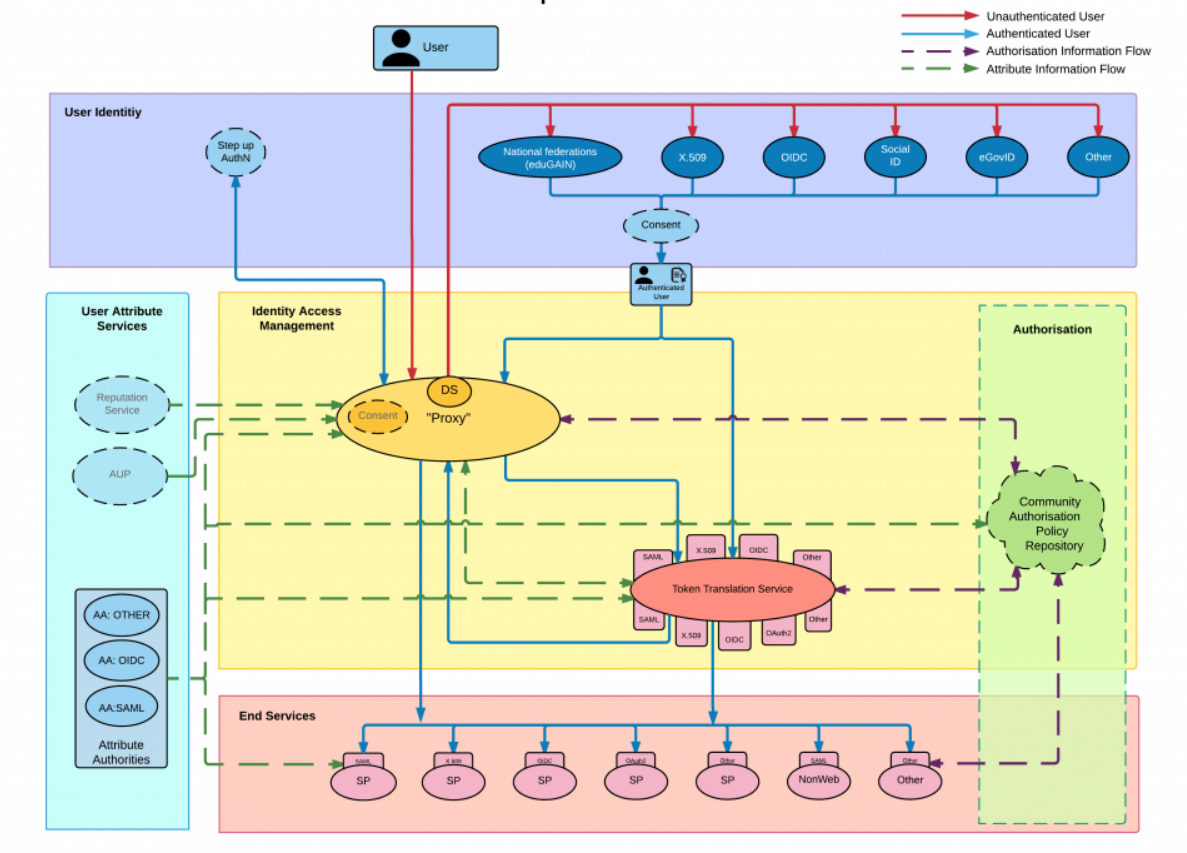 Unauthenticated User
Authenticated User
Authorisation Information Flow
Attribute Information Flow
User
User Identitiy
Step up
AuthN
National federations
(eduGAIN)
X.509
OIDC
Social
ID
eGovID
Other
Consent
Authenticated
User
User Attribute
Services
Identity Access
Management
Authorisation
Reputation
Service
AUP
DS
Consent
"Proxy"
Community
Authorisation
Policy
Repository
SAML
X.509
OIDC
Other
Token Translation Service
SAML
X.509
OIDC
OAuth2
Other
AA: OTHER
AA: OIDC
AA:SAML
Attribute
Authorities
End Services
SAML
SP
X.509
SP
OIDC
SP
OAuth2
SP
Other
SP
SAML
NonWeb
Other
Other